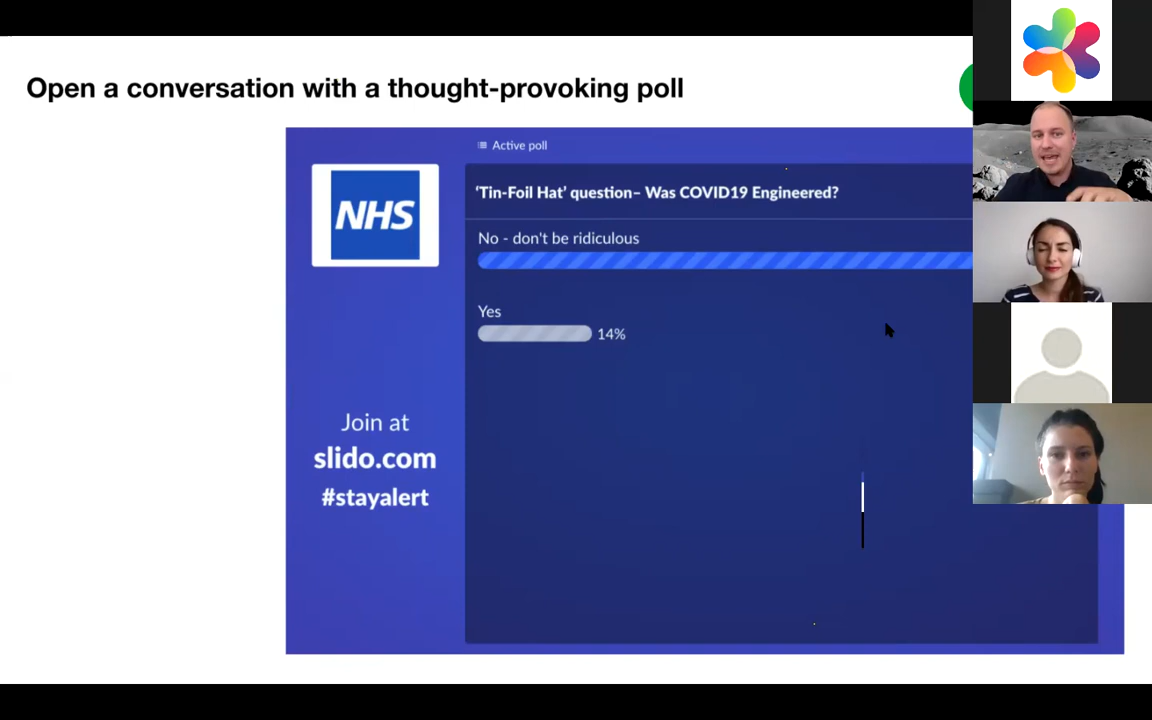 Open a conversation with a thought-provoking poll
Active poll
NHS
'Tin-Foil Hat' question– Was COVID19 Engineered?
No - don't be ridiculous
Yes
14%
Join at
slido.com
#stayalert